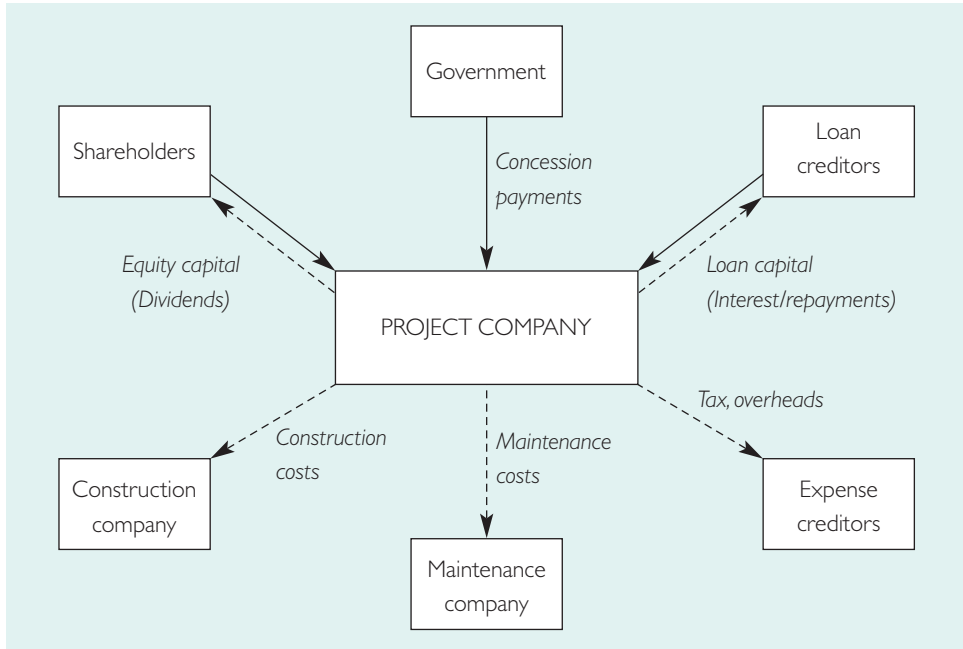 Government
Shareholders
Loan
creditors
Concession
payments
Equity capital
(Dividends)
Loan capital
(Interest/repayments)
PROJECT COMPANY
Tax, overheads
Construction
costs
Maintenance
costs
Construction
company
Expense
creditors
Maintenance
company